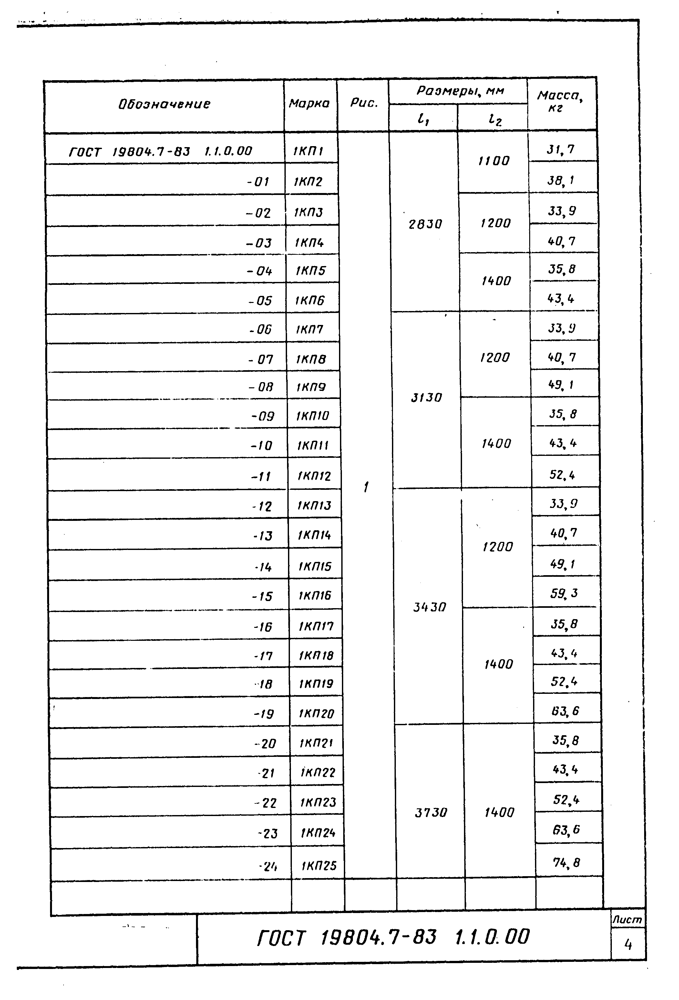 Обозначение Марка Рис. Размеры, мм Масса, кг
l₁ l₂
ГОСТ 19804.7-83 1.1.0.00 1КП1 31,7
1100
-01 1КП2 38,1
-02 1КП3 33,9
2830 1200
-03 1КП4 40,7
-04 1КП5 35,8
1400
-05 1КП6 43,4
-06 1КП7 33,9
-07 1КП8 1200 40,7
-08 1КП9 49,1
3130
-09 1КП10 35,8
-10 1КП11 1400 43,4
-11 1КП12 52,4
1
-12 1КП13 33,9
-13 1КП14 40,7
1200
-14 1КП15 49,1
-15 1КП16 59,3
3430
-16 1КП17 35,8
-17 1КП18 43,4
1400
-18 1КП19 52,4
-19 1КП20 63,6
-20 1КП21 35,8
-21 1КП22 43,4
-22 1КП23 52,4
3730 1400
-23 1КП24 63,6
-24 1КП25 74,8
ГОСТ 19804.7-83 1.1.0.00
Лист
4